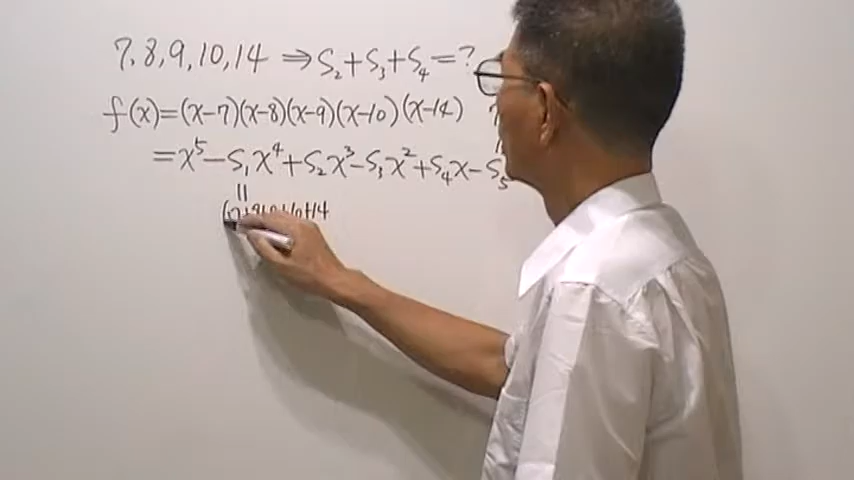 7, 8, 9, 10, 14 ⇒ S₂+S₃+S₄=?
f(x)=(x-7)(x-8)(x-9)(x-10)(x-14)
=x⁵-S₁x⁴+S₂x³-S₃x²+S₄x-S₅
=
(7+8+9+10+14